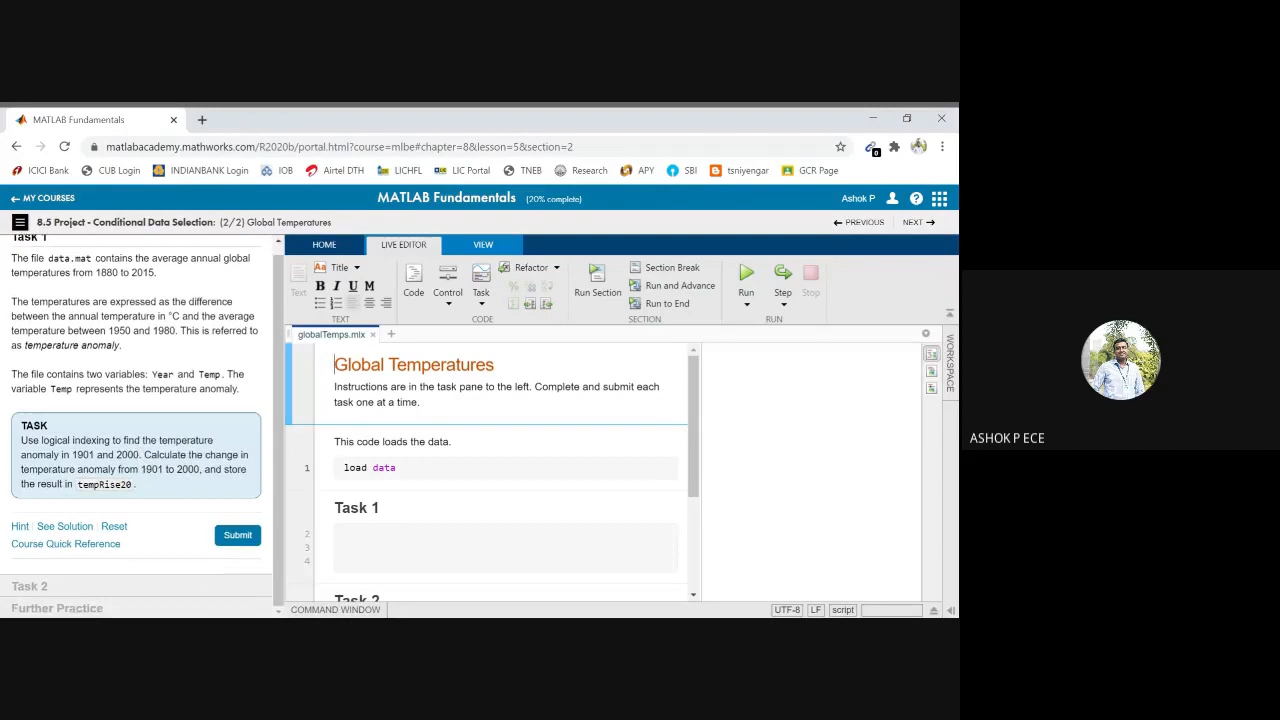 MATLAB Fundamentals
matlabacademy.mathworks.com/R2020b/portal.html?course=mlbe#chapter=8&lesson=5&section=2
0
ICICI Bank
CUB Login
INDIANBANK Login
IOB
Airtel DTH
LICHFL
LIC Portal
TNEB
Research
APY
SBI
tsniyengar
GCR Page
← MY COURSES
MATLAB Fundamentals (20% complete)
Ashok P
8.5 Project - Conditional Data Selection: (2/2) Global Temperatures
PREVIOUS
NEXT
Task 1
The file data.mat contains the average annual global
temperatures from 1880 to 2015.
The temperatures are expressed as the difference
between the annual temperature in °C and the average
temperature between 1950 and 1980. This is referred to
as temperature anomaly.
The file contains two variables: Year and Temp. The
variable Temp represents the temperature anomaly.
TASK
Use logical indexing to find the temperature
anomaly in 1901 and 2000. Calculate the change in
temperature anomaly from 1901 to 2000, and store
the result in tempRise20.
Hint See Solution Reset
Submit
Course Quick Reference
Task 2
Further Practice
HOME
LIVE EDITOR
VIEW
Text
Aa Title
B I U M
TEXT
Code
Control
Task
Refactor
CODE
Run Section
Section Break
Run and Advance
Run to End
SECTION
Run
Step
Stop
RUN
globalTemps.mlx
Global Temperatures
Instructions are in the task pane to the left. Complete and submit each
task one at a time.
This code loads the data.
1 load data
Task 1
2
3
4
Task 2
WORKSPACE
COMMAND WINDOW
UTF-8
LF
script
ASHOK P ECE